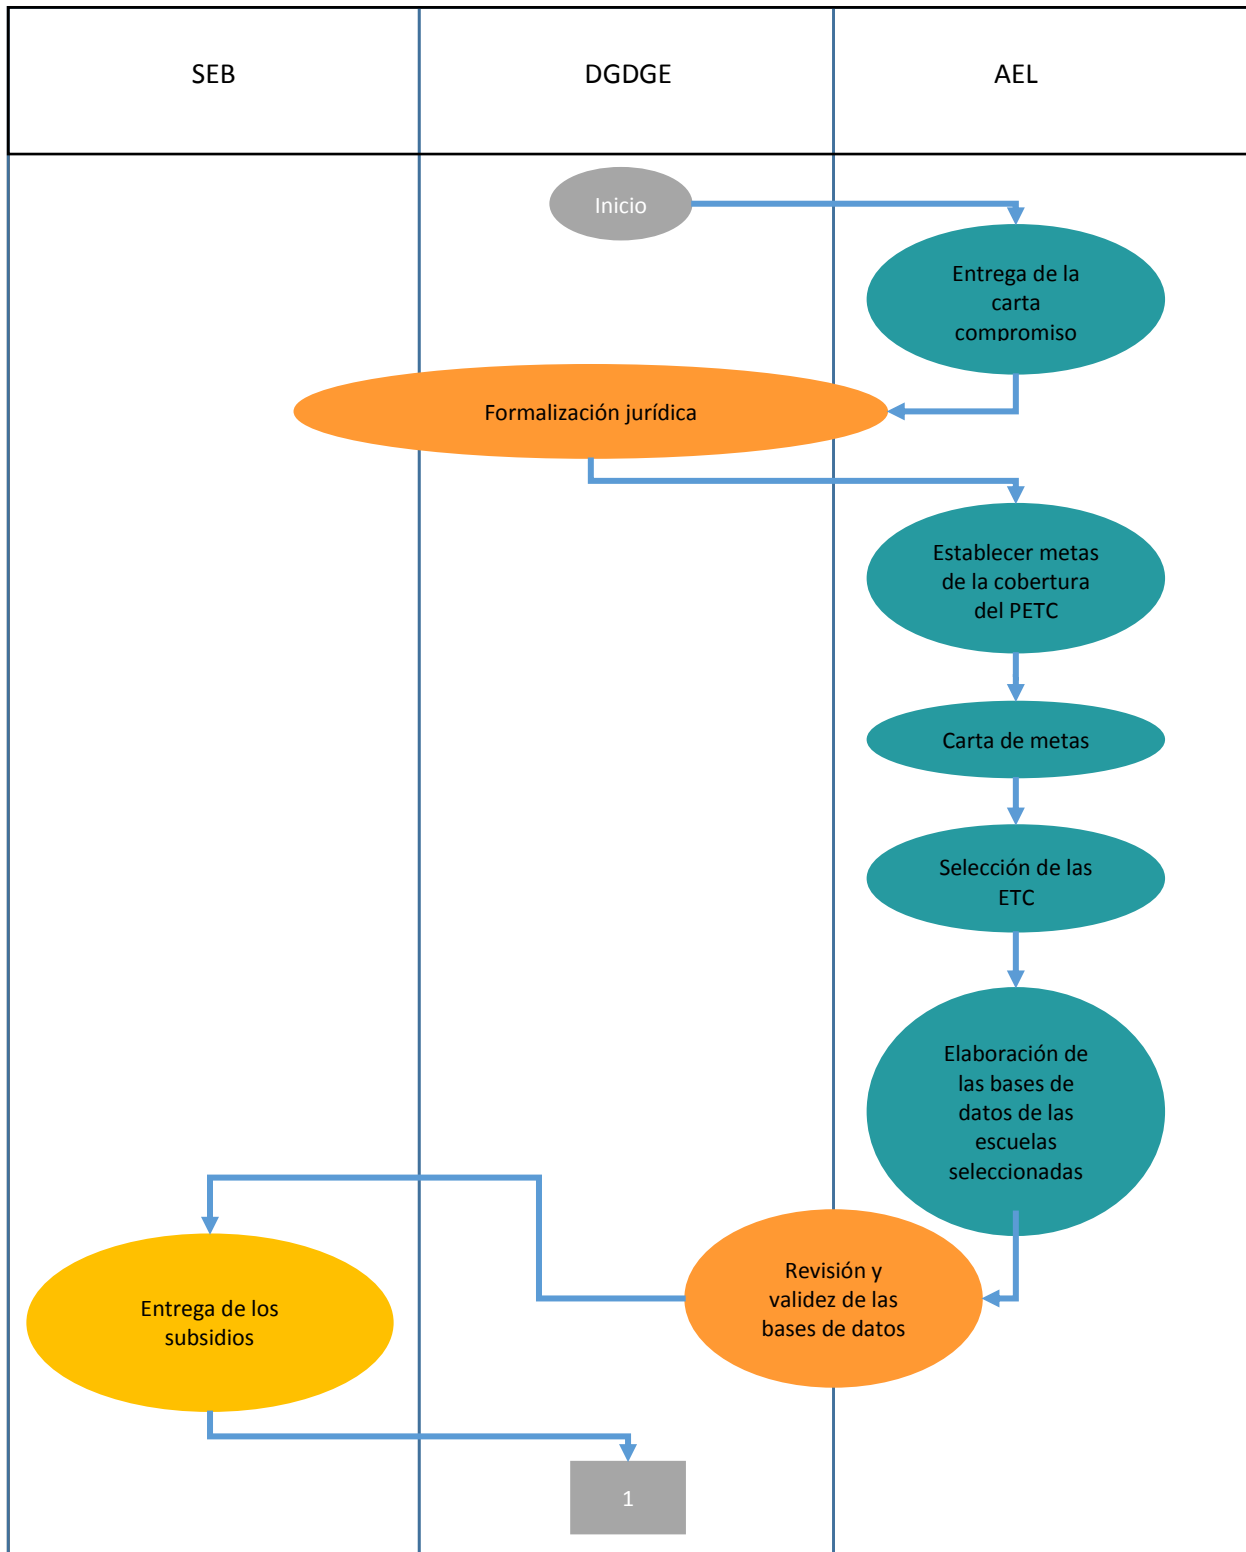 SEB
DGDGE
AEL
Inicio
Entrega de la
carta
compromiso
Formalización jurídica
Establecer metas
de la cobertura
del PETC
Carta de metas
Selección de las
ETC
Elaboración de
las bases de
datos de las
escuelas
seleccionadas
Revisión y
validez de las
bases de datos
Entrega de los
subsidios
1